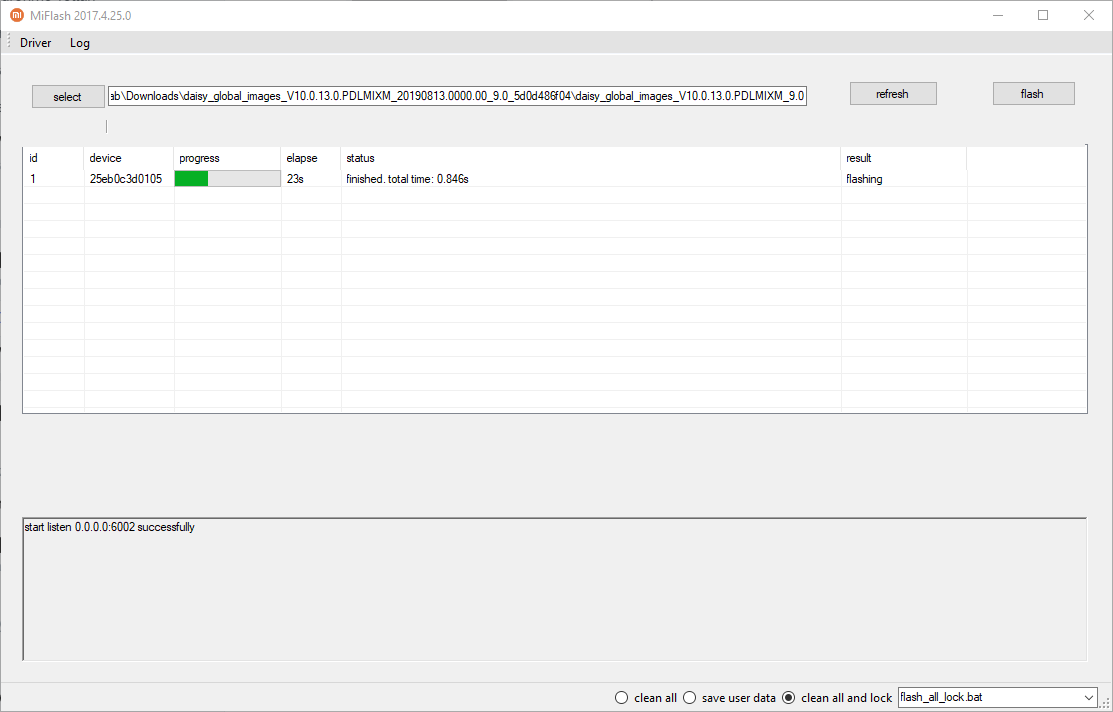 MiFlash 2017.4.25.0
Driver Log
select ab\Downloads\daisy_global_images_V10.0.13.0.PDLMIXM_20190813.0000.00_9.0_5d0d486f04\daisy_global_images_V10.0.13.0.PDLMIXM_9.0 refresh flash
id device progress elapse status result
1 25eb0c3d0105 23s finished. total time: 0.846s flashing
start listen 0.0.0.0:6002 successfully
clean all save user data clean all and lock flash_all_lock.bat